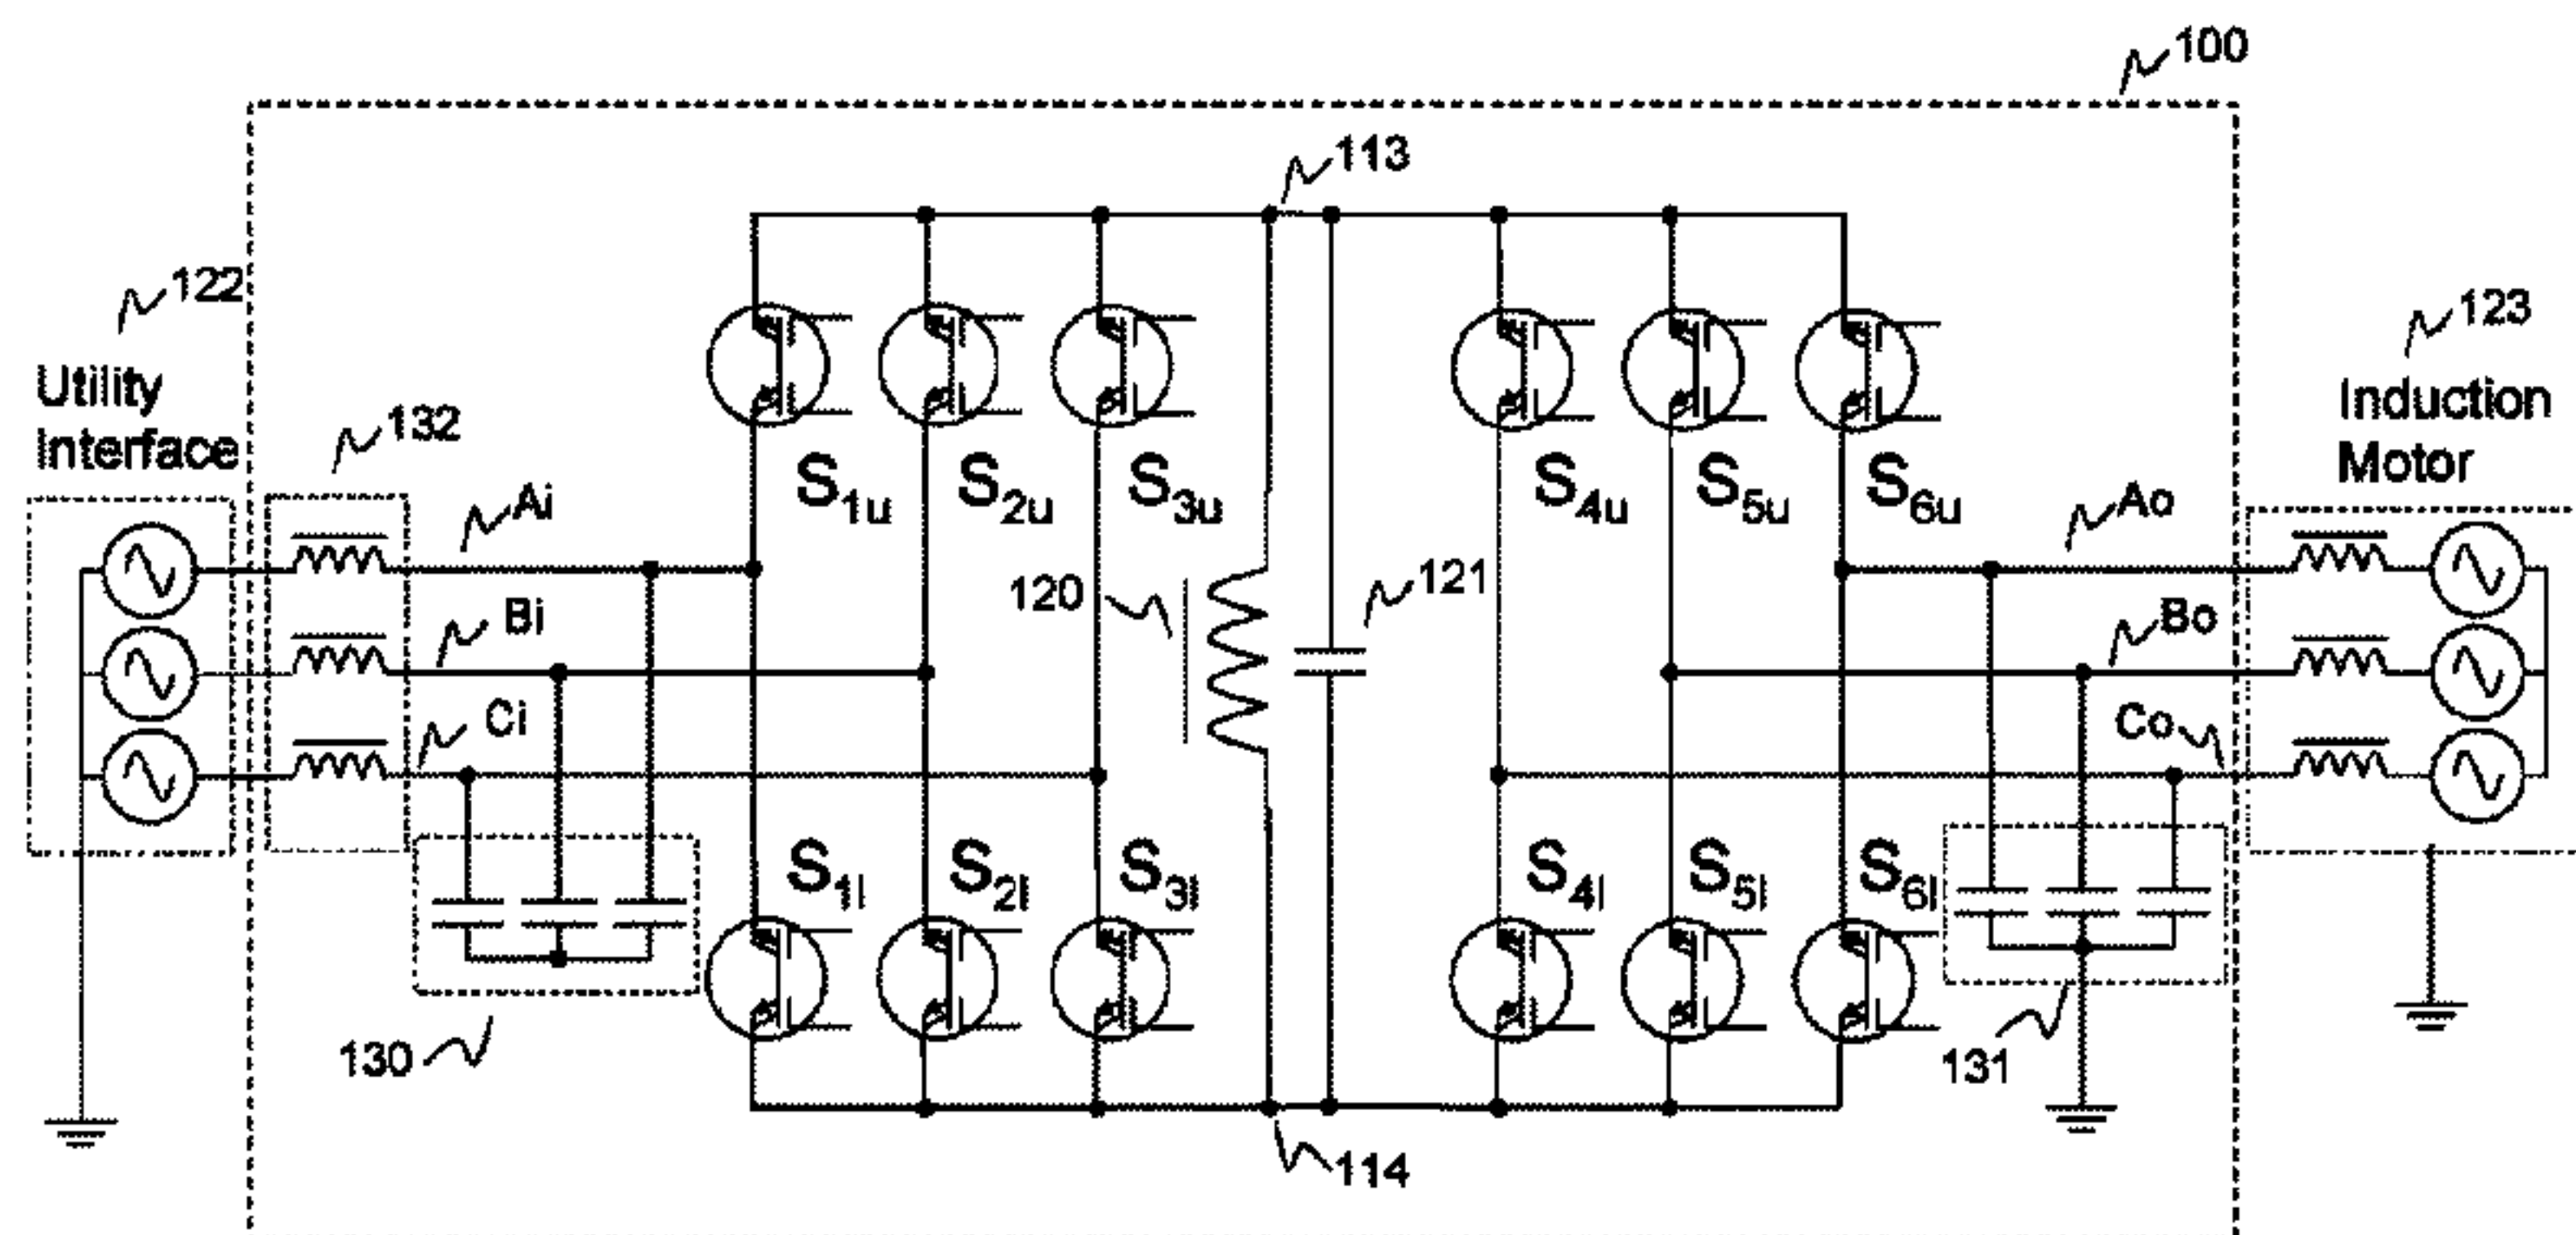 100
113
122
Utility
Interface
132
Ai
Bi
Ci
S1u
S2u
S3u
S4u
S5u
S6u
120
121
123
Induction
Motor
Ao
Bo
Co
S1l
S2l
S3l
S4l
S5l
S6l
130
131
114